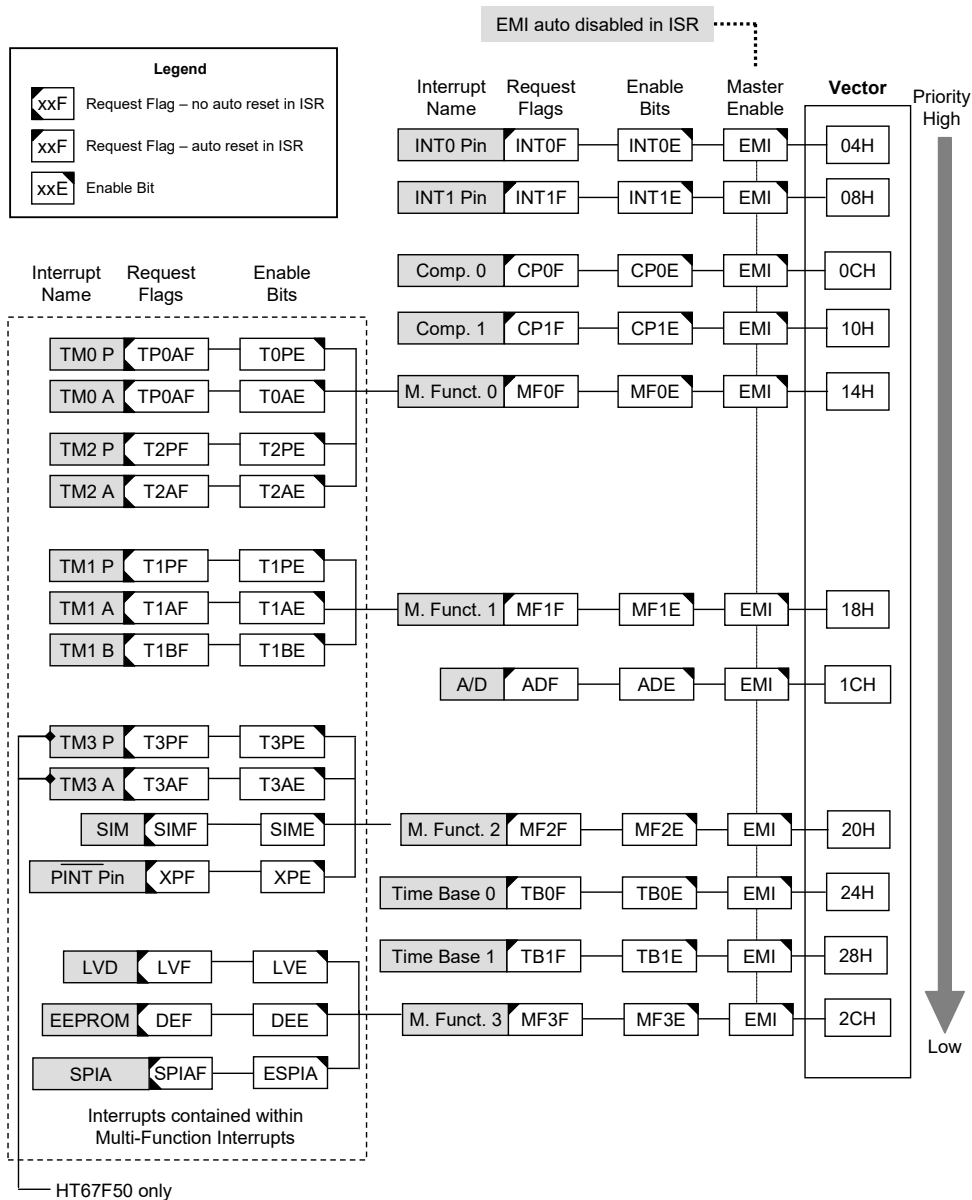 EMI auto disabled in ISR
Legend
xxF Request Flag – no auto reset in ISR
xxF Request Flag – auto reset in ISR
xxE Enable Bit
Interrupt Name Request Flags Enable Bits Master Enable Vector Priority High
INT0 Pin INT0F INT0E EMI 04H
INT1 Pin INT1F INT1E EMI 08H
Interrupt Name Request Flags Enable Bits
Comp. 0 CP0F CP0E EMI 0CH
Comp. 1 CP1F CP1E EMI 10H
TM0 P TP0AF T0PE
TM0 A TP0AF T0AE M. Funct. 0 MF0F MF0E EMI 14H
TM2 P T2PF T2PE
TM2 A T2AF T2AE
TM1 P T1PF T1PE
TM1 A T1AF T1AE M. Funct. 1 MF1F MF1E EMI 18H
TM1 B T1BF T1BE
A/D ADF ADE EMI 1CH
TM3 P T3PF T3PE
TM3 A T3AF T3AE
SIM SIMF SIME M. Funct. 2 MF2F MF2E EMI 20H
PINT Pin XPF XPE
Time Base 0 TB0F TB0E EMI 24H
Time Base 1 TB1F TB1E EMI 28H
LVD LVF LVE
EEPROM DEF DEE M. Funct. 3 MF3F MF3E EMI 2CH
Low
SPIA SPIAF ESPIA
Interrupts contained within
Multi-Function Interrupts
HT67F50 only